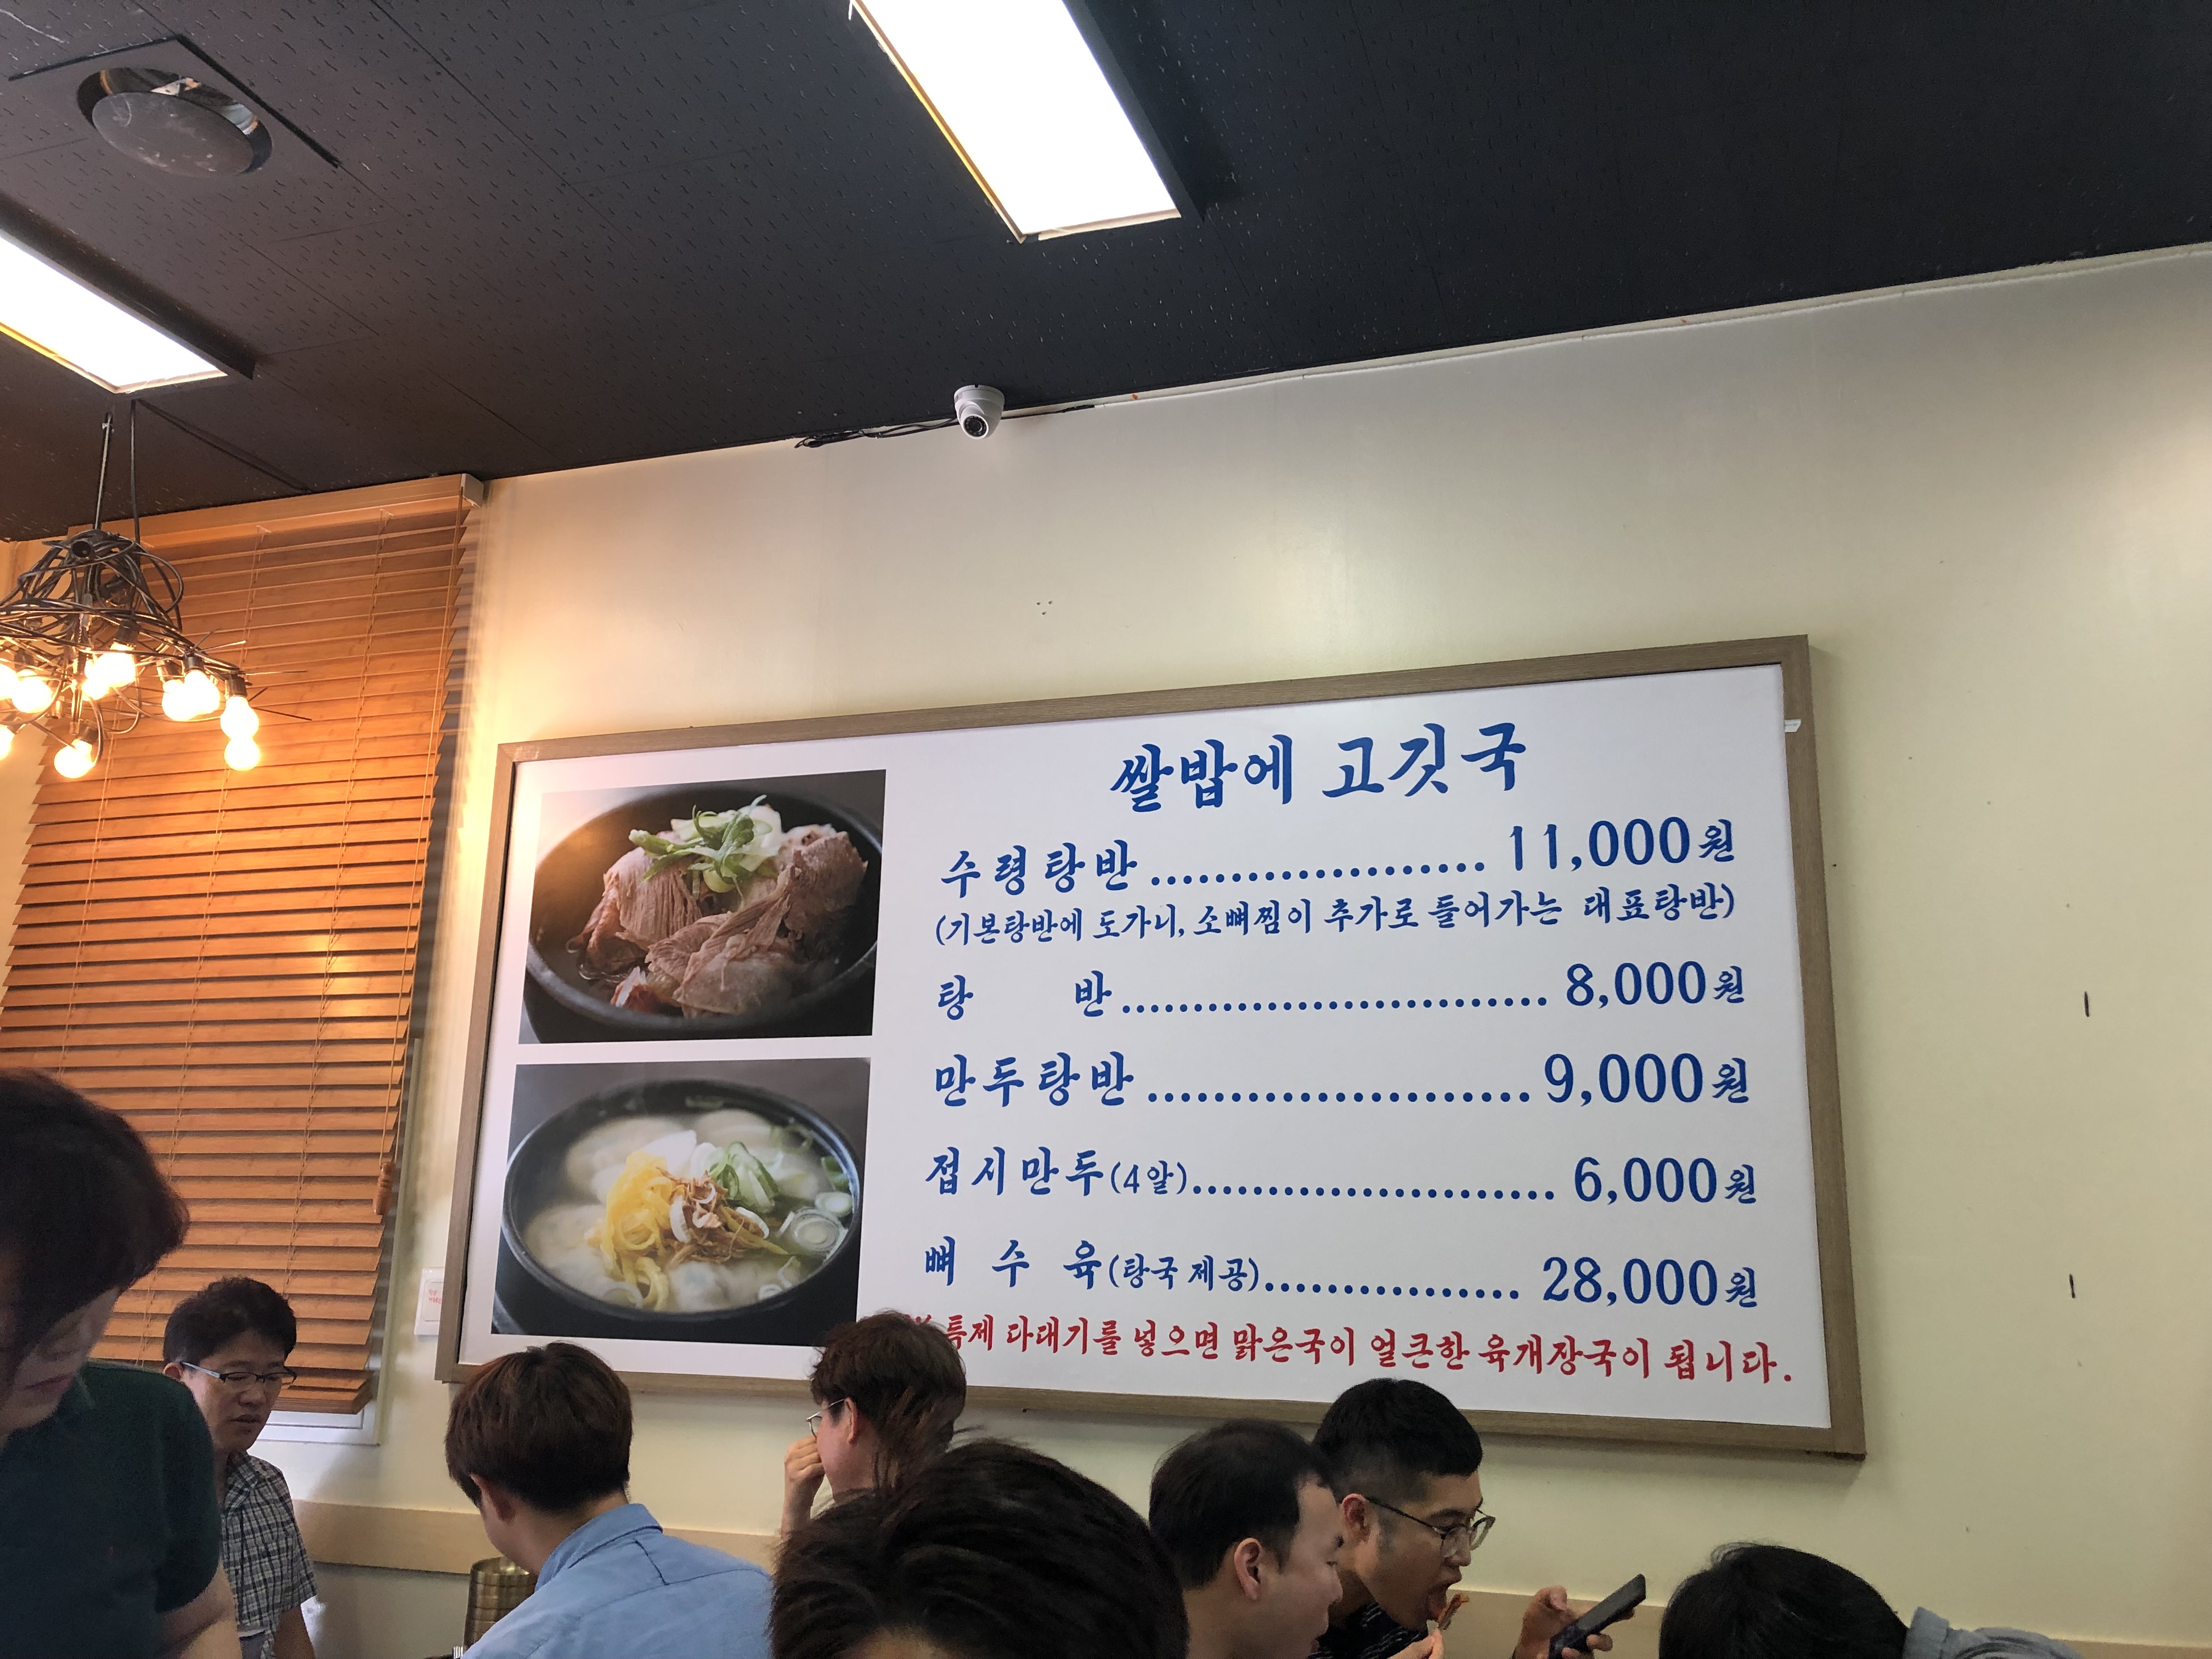 쌀밥에 고깃국
수령탕반.....................11,000원
(기본탕반에 도가니, 소뼈찜이 추가로 들어가는 대표탕반)
탕 반...........................8,000원
만두탕반........................9,000원
접시만두(4알).......................6,000원
뼈 수 육(탕국 제공)................28,000원
특제 다대기를 넣으면 맑은국이 얼큰한 육개장국이 됩니다.